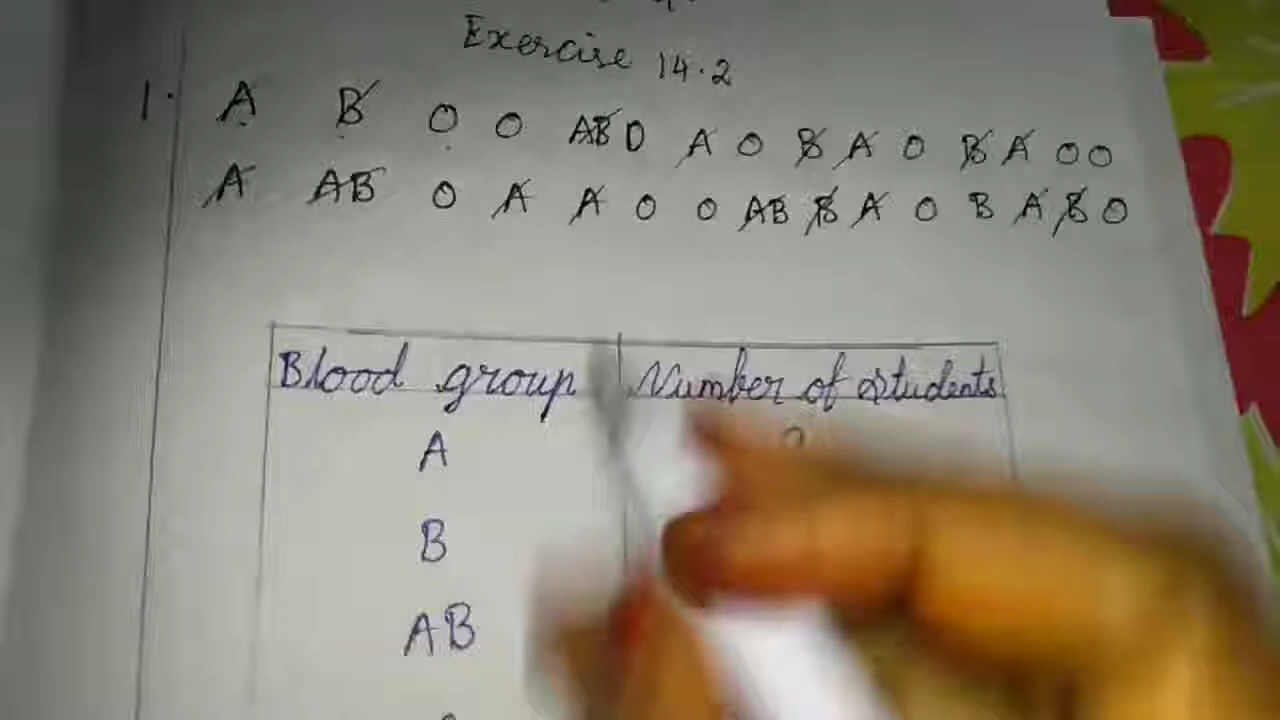 Exercise 14.2
1. A B O O AB O A O B A O B A O O
A AB O A A O O AB B A O B A B O
Blood group Number of students
A
B
AB